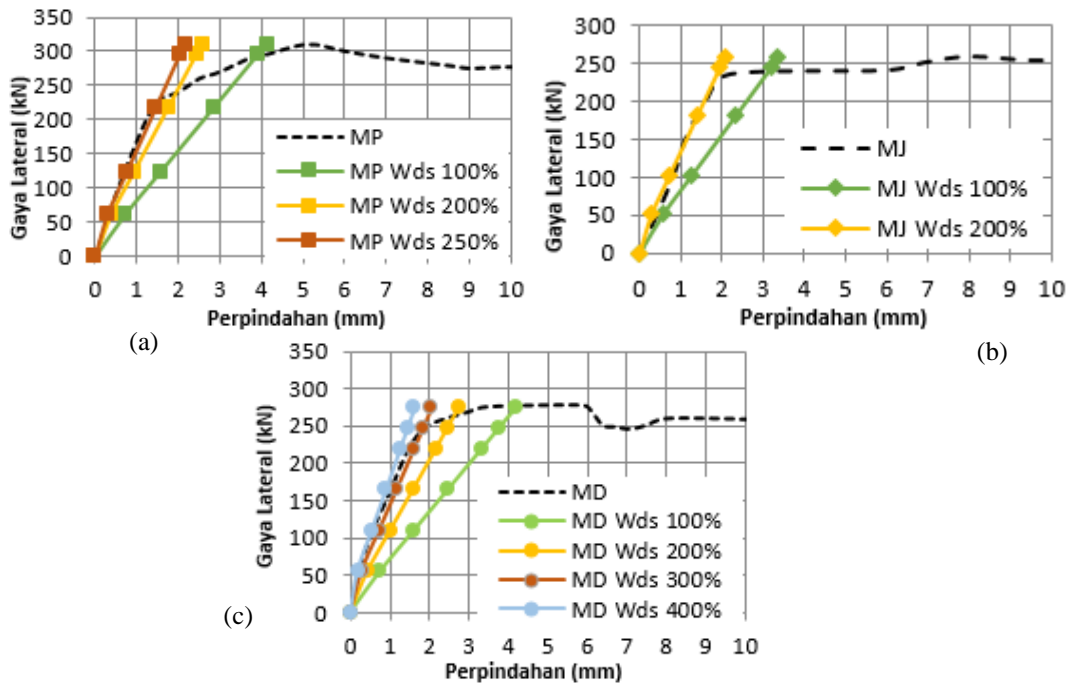 350
300
250
200
150
100
50
0
Gaya Lateral (kN)
MP
MP Wds 100%
MP Wds 200%
MP Wds 250%
0 1 2 3 4 5 6 7 8 9 10
Perpindahan (mm)
(a)
300
250
200
150
100
50
0
Gaya Lateral (kN)
MJ
MJ Wds 100%
MJ Wds 200%
0 1 2 3 4 5 6 7 8 9 10
Perpindahan (mm)
(b)
350
300
250
200
150
100
50
0
Gaya Lateral (kN)
MD
MD Wds 100%
MD Wds 200%
MD Wds 300%
MD Wds 400%
0 1 2 3 4 5 6 7 8 9 10
Perpindahan (mm)
(c)